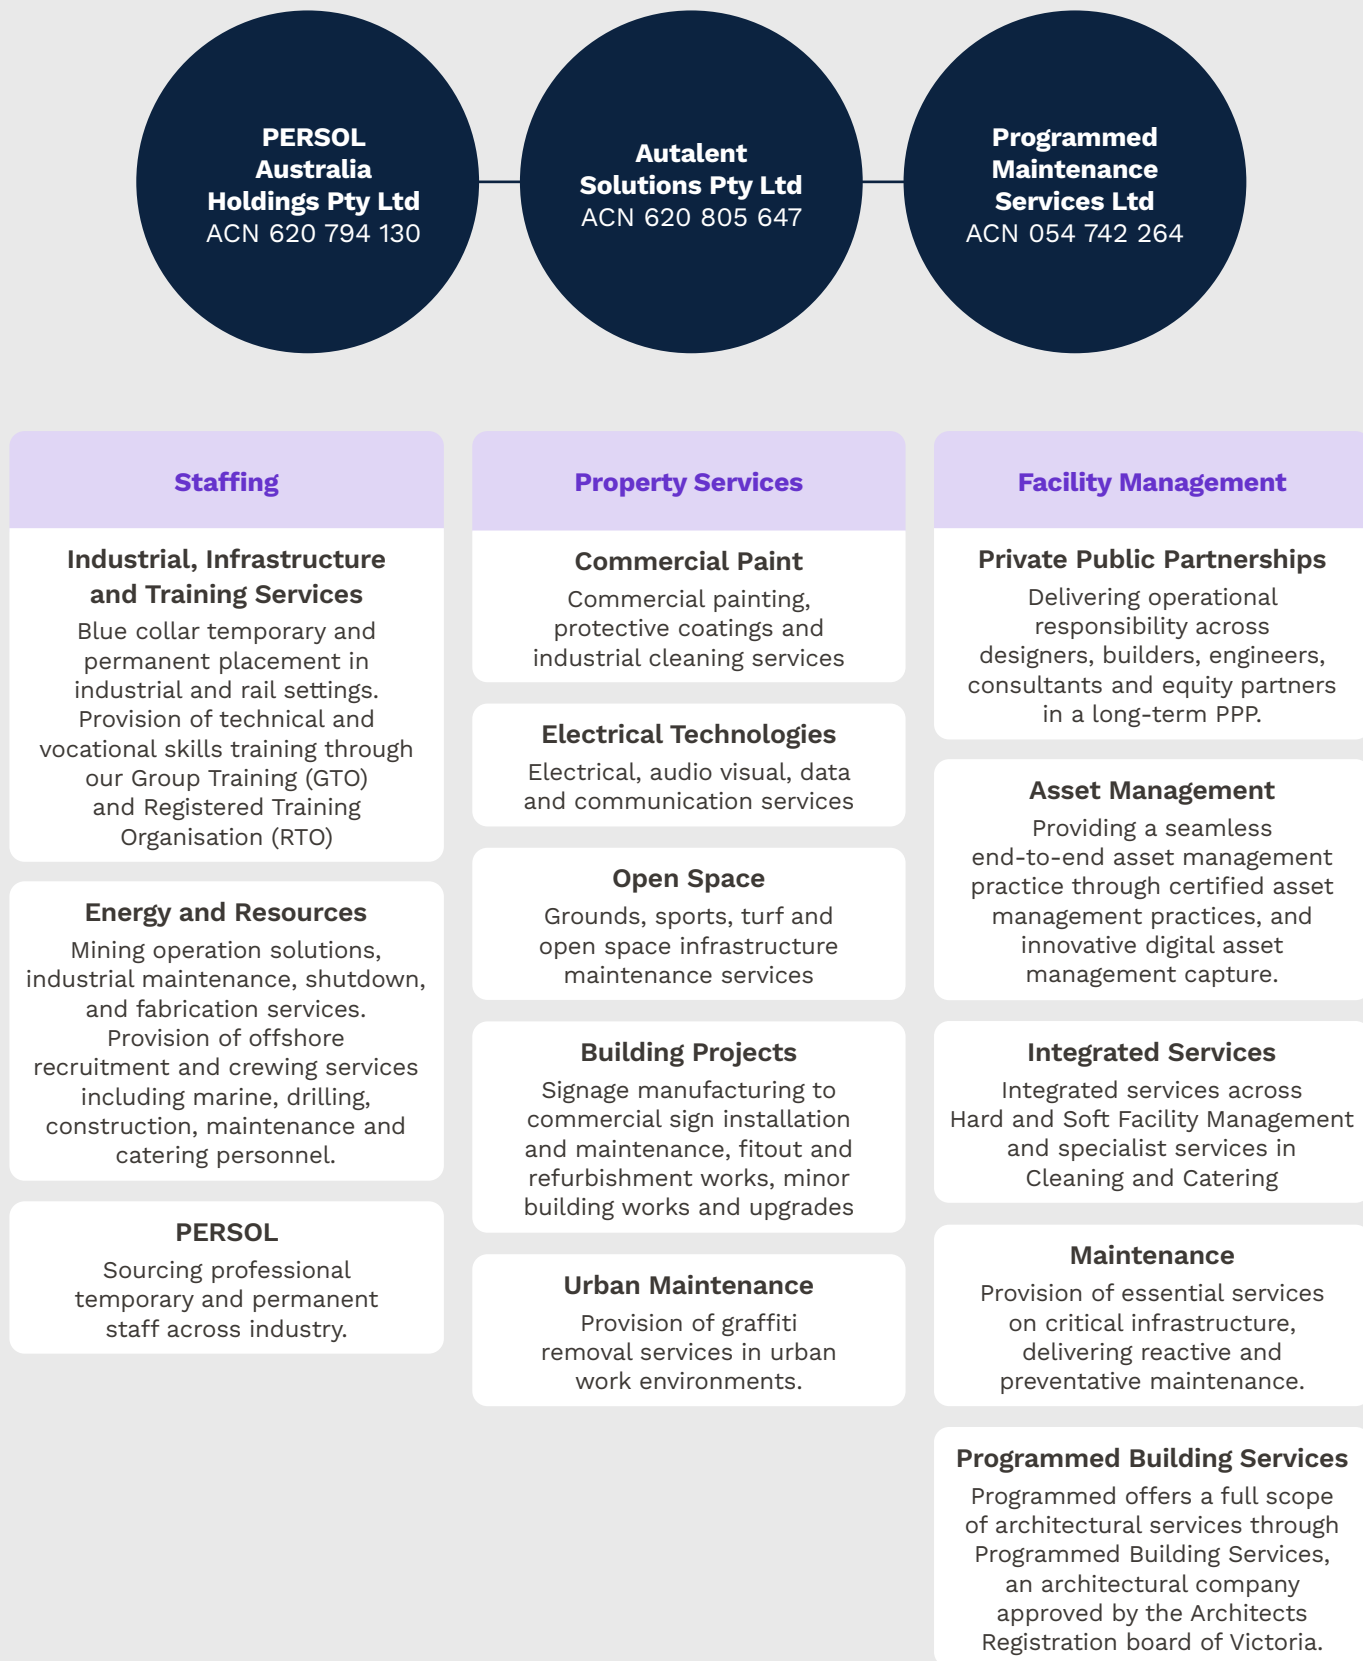 PERSOL
Australia
Holdings Pty Ltd
ACN 620 794 130
Autalent
Solutions Pty Ltd
ACN 620 805 647
Programmed
Maintenance
Services Ltd
ACN 054 742 264
Staffing
Industrial, Infrastructure
and Training Services
Blue collar temporary and
permanent placement in
industrial and rail settings.
Provision of technical and
vocational skills training through
our Group Training (GTO)
and Registered Training
Organisation (RTO)
Energy and Resources
Mining operation solutions,
industrial maintenance, shutdown,
and fabrication services.
Provision of offshore
recruitment and crewing services
including marine, drilling,
construction, maintenance and
catering personnel.
PERSOL
Sourcing professional
temporary and permanent
staff across industry.
Property Services
Commercial Paint
Commercial painting,
protective coatings and
industrial cleaning services
Electrical Technologies
Electrical, audio visual, data
and communication services
Open Space
Grounds, sports, turf and
open space infrastructure
maintenance services
Building Projects
Signage manufacturing to
commercial sign installation
and maintenance, fitout and
refurbishment works, minor
building works and upgrades
Urban Maintenance
Provision of graffiti
removal services in urban
work environments.
Facility Management
Private Public Partnerships
Delivering operational
responsibility across
designers, builders, engineers,
consultants and equity partners
in a long-term PPP.
Asset Management
Providing a seamless
end-to-end asset management
practice through certified asset
management practices, and
innovative digital asset
management capture.
Integrated Services
Integrated services across
Hard and Soft Facility Management
and specialist services in
Cleaning and Catering
Maintenance
Provision of essential services
on critical infrastructure,
delivering reactive and
preventative maintenance.
Programmed Building Services
Programmed offers a full scope
of architectural services through
Programmed Building Services,
an architectural company
approved by the Architects
Registration board of Victoria.